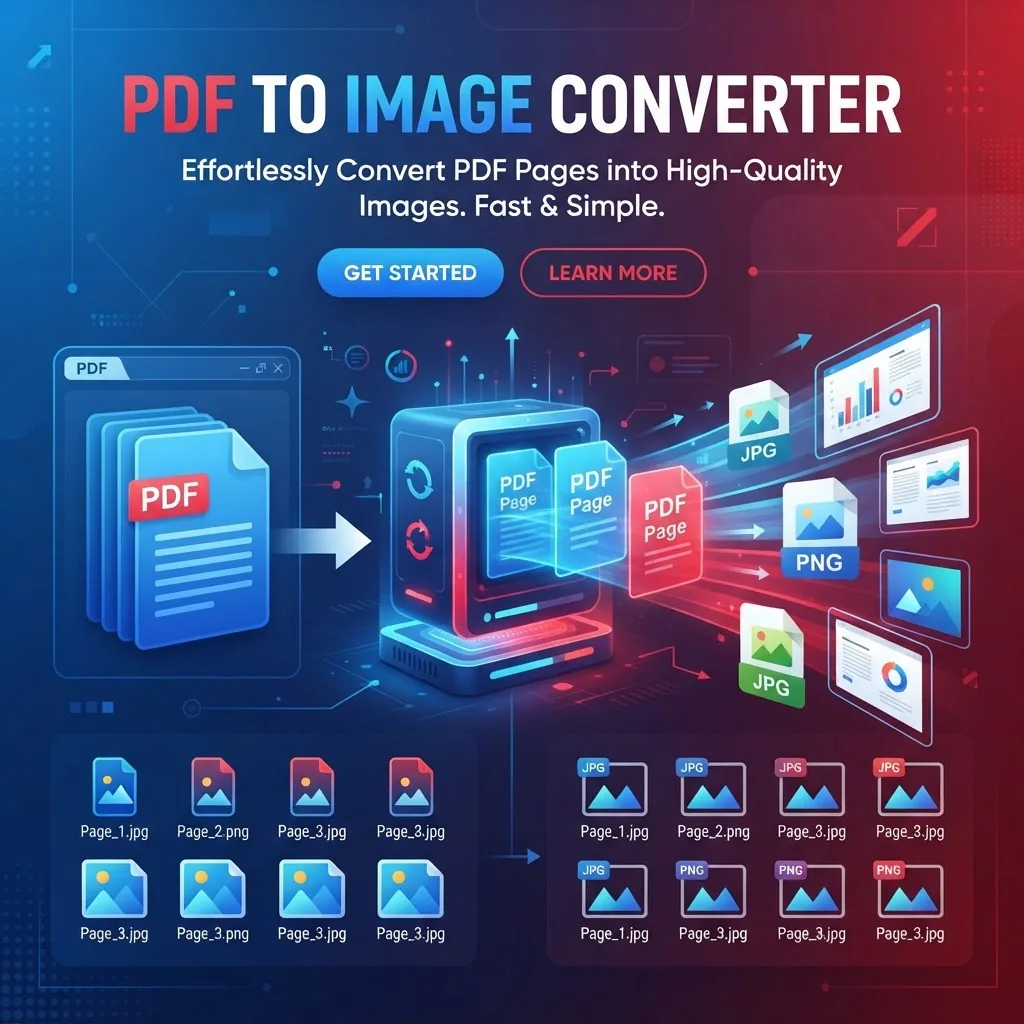 PDF TO IMAGE CONVERTER
Effortlessly Convert PDF Pages into High-Quality
Images. Fast & Simple.
GET STARTED
LEARN MORE
PDF
PDF
PDF
Page
PDF
Page
PDF
Page
JPG
PNG
JPG
Page_1.jpg
Page_2.png
Page_3.jpg
Page_3.jpg
Page_3.jpg
Page_3.png
Page_3.jpg
Page_3.jpg
JPG
JPG
JPG
JPG
Page_1.jpg
Page_2.png
Page_3.jpg
Page_3.jpg
JPG
PNG
PNG
PNG
Page_1.jpg
Page_3.jpg
Page_3.jpg
Page_3.jpg